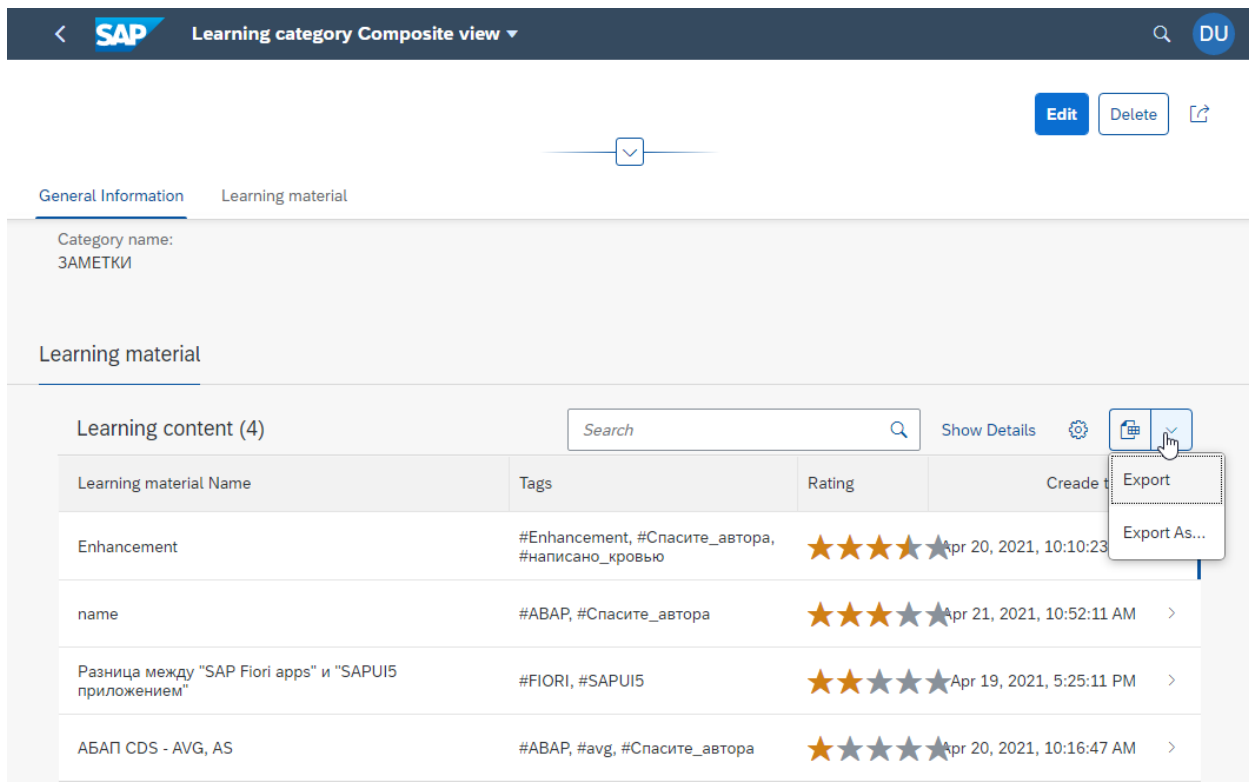 SAP Learning category Composite view DU
Edit Delete
General Information Learning material
Category name:
ЗАМЕТКИ
Learning material
Learning content (4) Search Show Details
Learning material Name Tags Rating Creade t
Export
Export As...
Enhancement #Enhancement, #Спасите_автора, #написано_кровью Apr 20, 2021, 10:10:23
name #ABAP, #Спасите_автора Apr 21, 2021, 10:52:11 AM
Разница между "SAP Fiori apps" и "SAPUI5 приложением" #FIORI, #SAPUI5 Apr 19, 2021, 5:25:11 PM
АБАП CDS - AVG, AS #ABAP, #avg, #Спасите_автора Apr 20, 2021, 10:16:47 AM